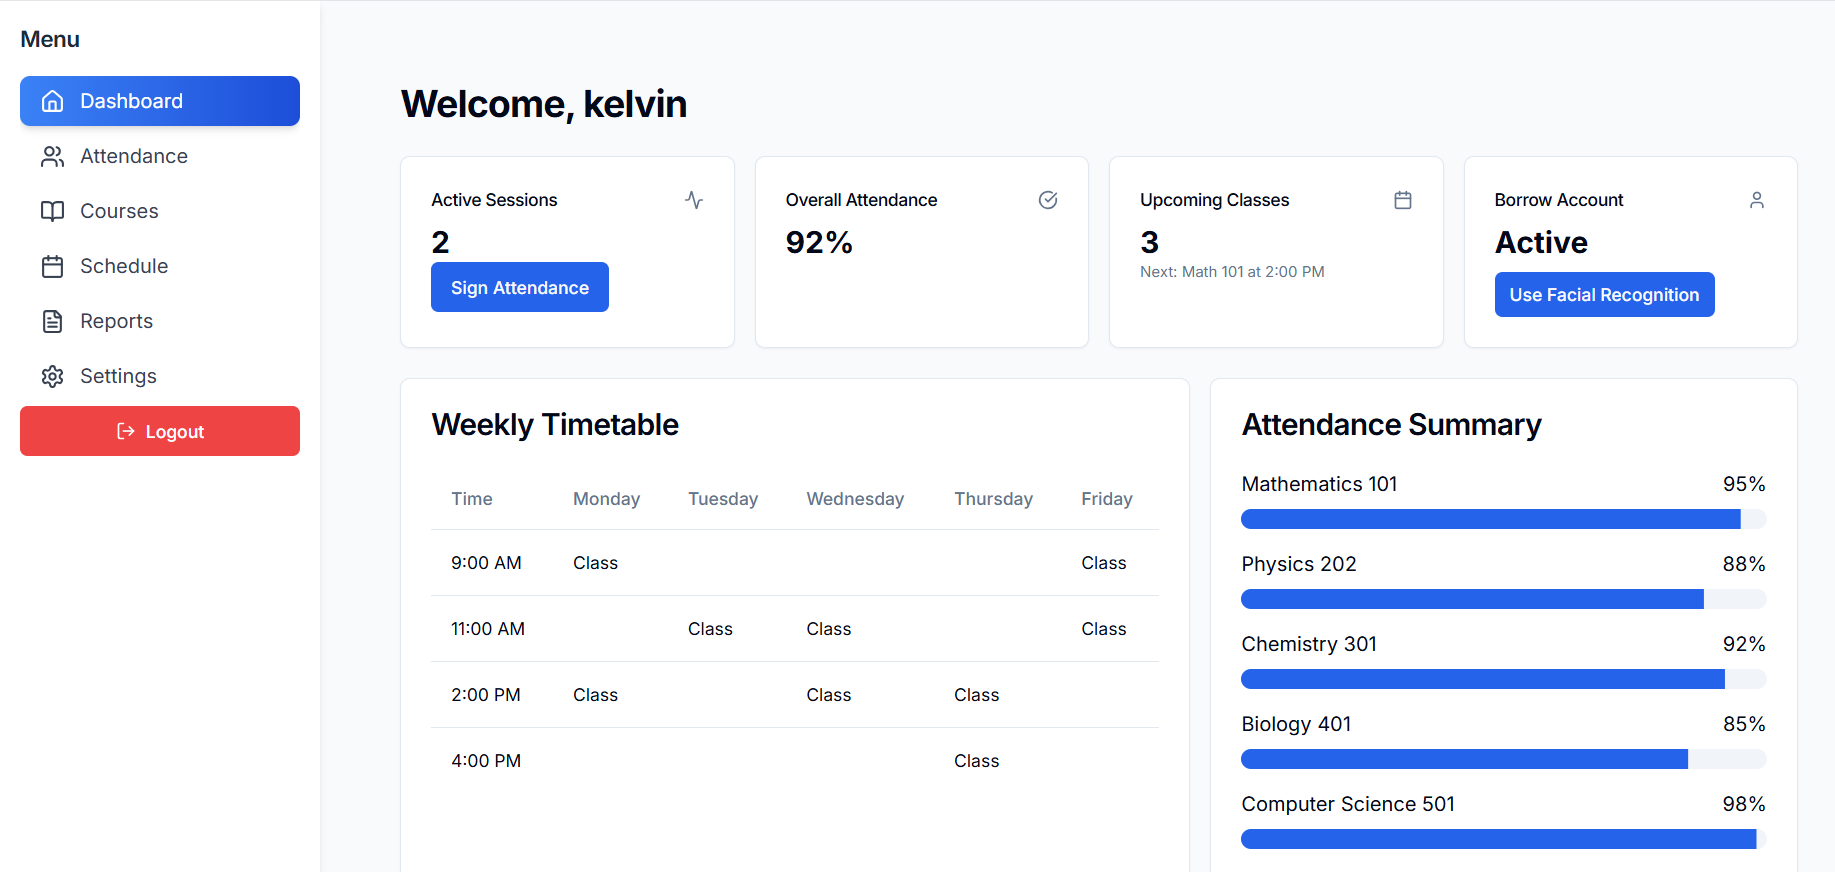 Menu
Dashboard
Attendance
Courses
Schedule
Reports
Settings
Logout
Welcome, kelvin
Active Sessions
2
Sign Attendance
Overall Attendance
92%
Upcoming Classes
3
Next: Math 101 at 2:00 PM
Borrow Account
Active
Use Facial Recognition
Weekly Timetable
Time Monday Tuesday Wednesday Thursday Friday
9:00 AM Class Class
11:00 AM Class Class Class
2:00 PM Class Class Class
4:00 PM Class
Attendance Summary
Mathematics 101 95%
Physics 202 88%
Chemistry 301 92%
Biology 401 85%
Computer Science 501 98%